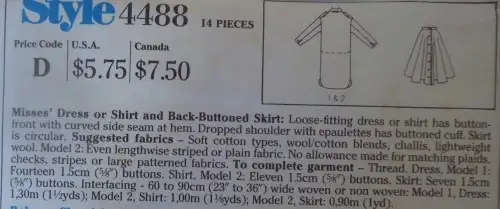 Style 4488 14 PIECES
Price Code U.S.A. Canada
D $5.75 $7.50
1 & 2
Misses' Dress or Shirt and Back-Buttoned Skirt: Loose-fitting dress or shirt has button-
front with curved side seam at hem. Dropped shoulder with epaulettes has buttoned cuff. Skirt
is circular. Suggested fabrics – Soft cotton types, wool/cotton blends, challis, lightweight
wool. Model 2: Even lengthwise striped or plain fabric. No allowance made for matching plaids,
checks, stripes or large patterned fabrics. To complete garment – Thread. Dress, Model 1:
Fourteen 1.5cm (⅝") buttons. Shirt, Model 2: Eleven 1.5cm (⅝") buttons. Skirt: Seven 1.5cm
(⅝") buttons. Interfacing - 60 to 90cm (23" to 36") wide woven or non woven: Model 1, Dress:
1,30m (1½yds); Model 2, Shirt: 1,00m (1⅛yds); Model 2, Skirt: 0,90m (1yd)